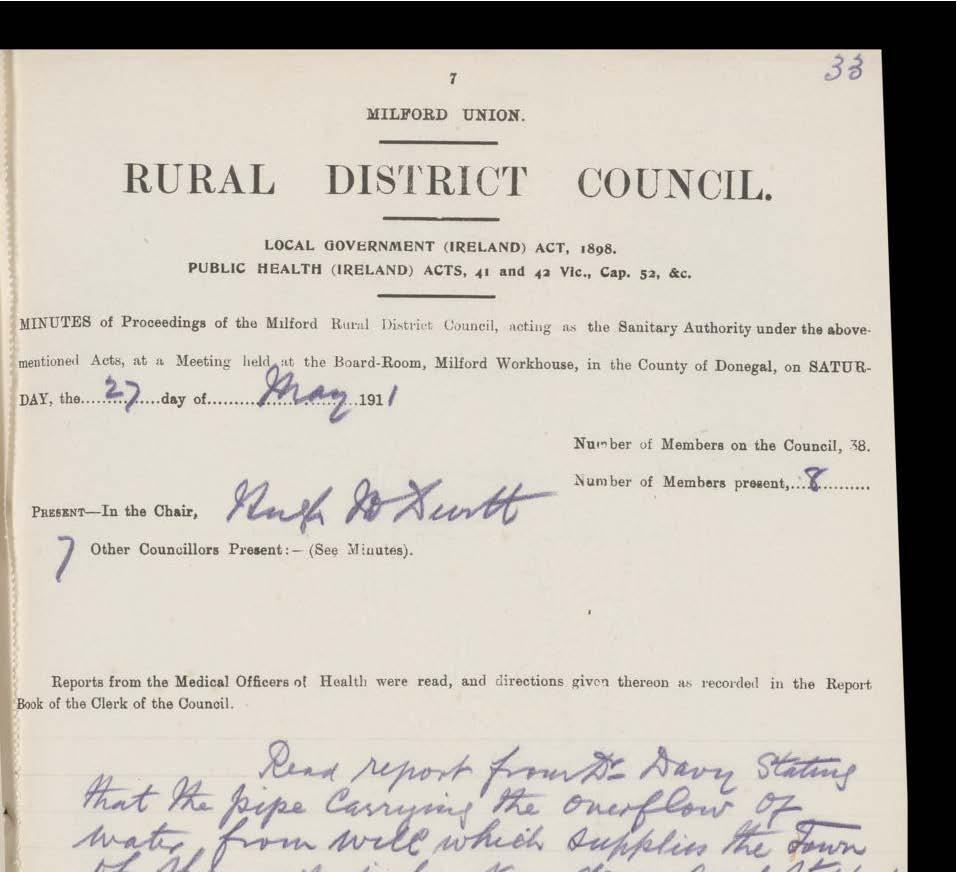 33
7
MILFORD UNION.
RURAL DISTRICT COUNCIL.
LOCAL GOVERNMENT (IRELAND) ACT, 1898.
PUBLIC HEALTH (IRELAND) ACTS, 41 and 42 Vic., Cap. 52, &c.
MINUTES of Proceedings of the Milford Rural District Council, acting as the Sanitary Authority under the above-
mentioned Acts, at a Meeting held at the Board-Room, Milford Workhouse, in the County of Donegal, on SATUR-
DAY, the.....27....day of.........May..1911
Number of Members on the Council, 38.
Number of Members present,...8.........
PRESENT—In the Chair, Hugh
7 Other Councillors Present:— (See Minutes).
Reports from the Medical Officers of Health were read, and directions given thereon as recorded in the Report
Book of the Clerk of the Council.
Read report from Dr Davy Stating
that the pipe Carrying the overflow of
water from well which supplies the Town